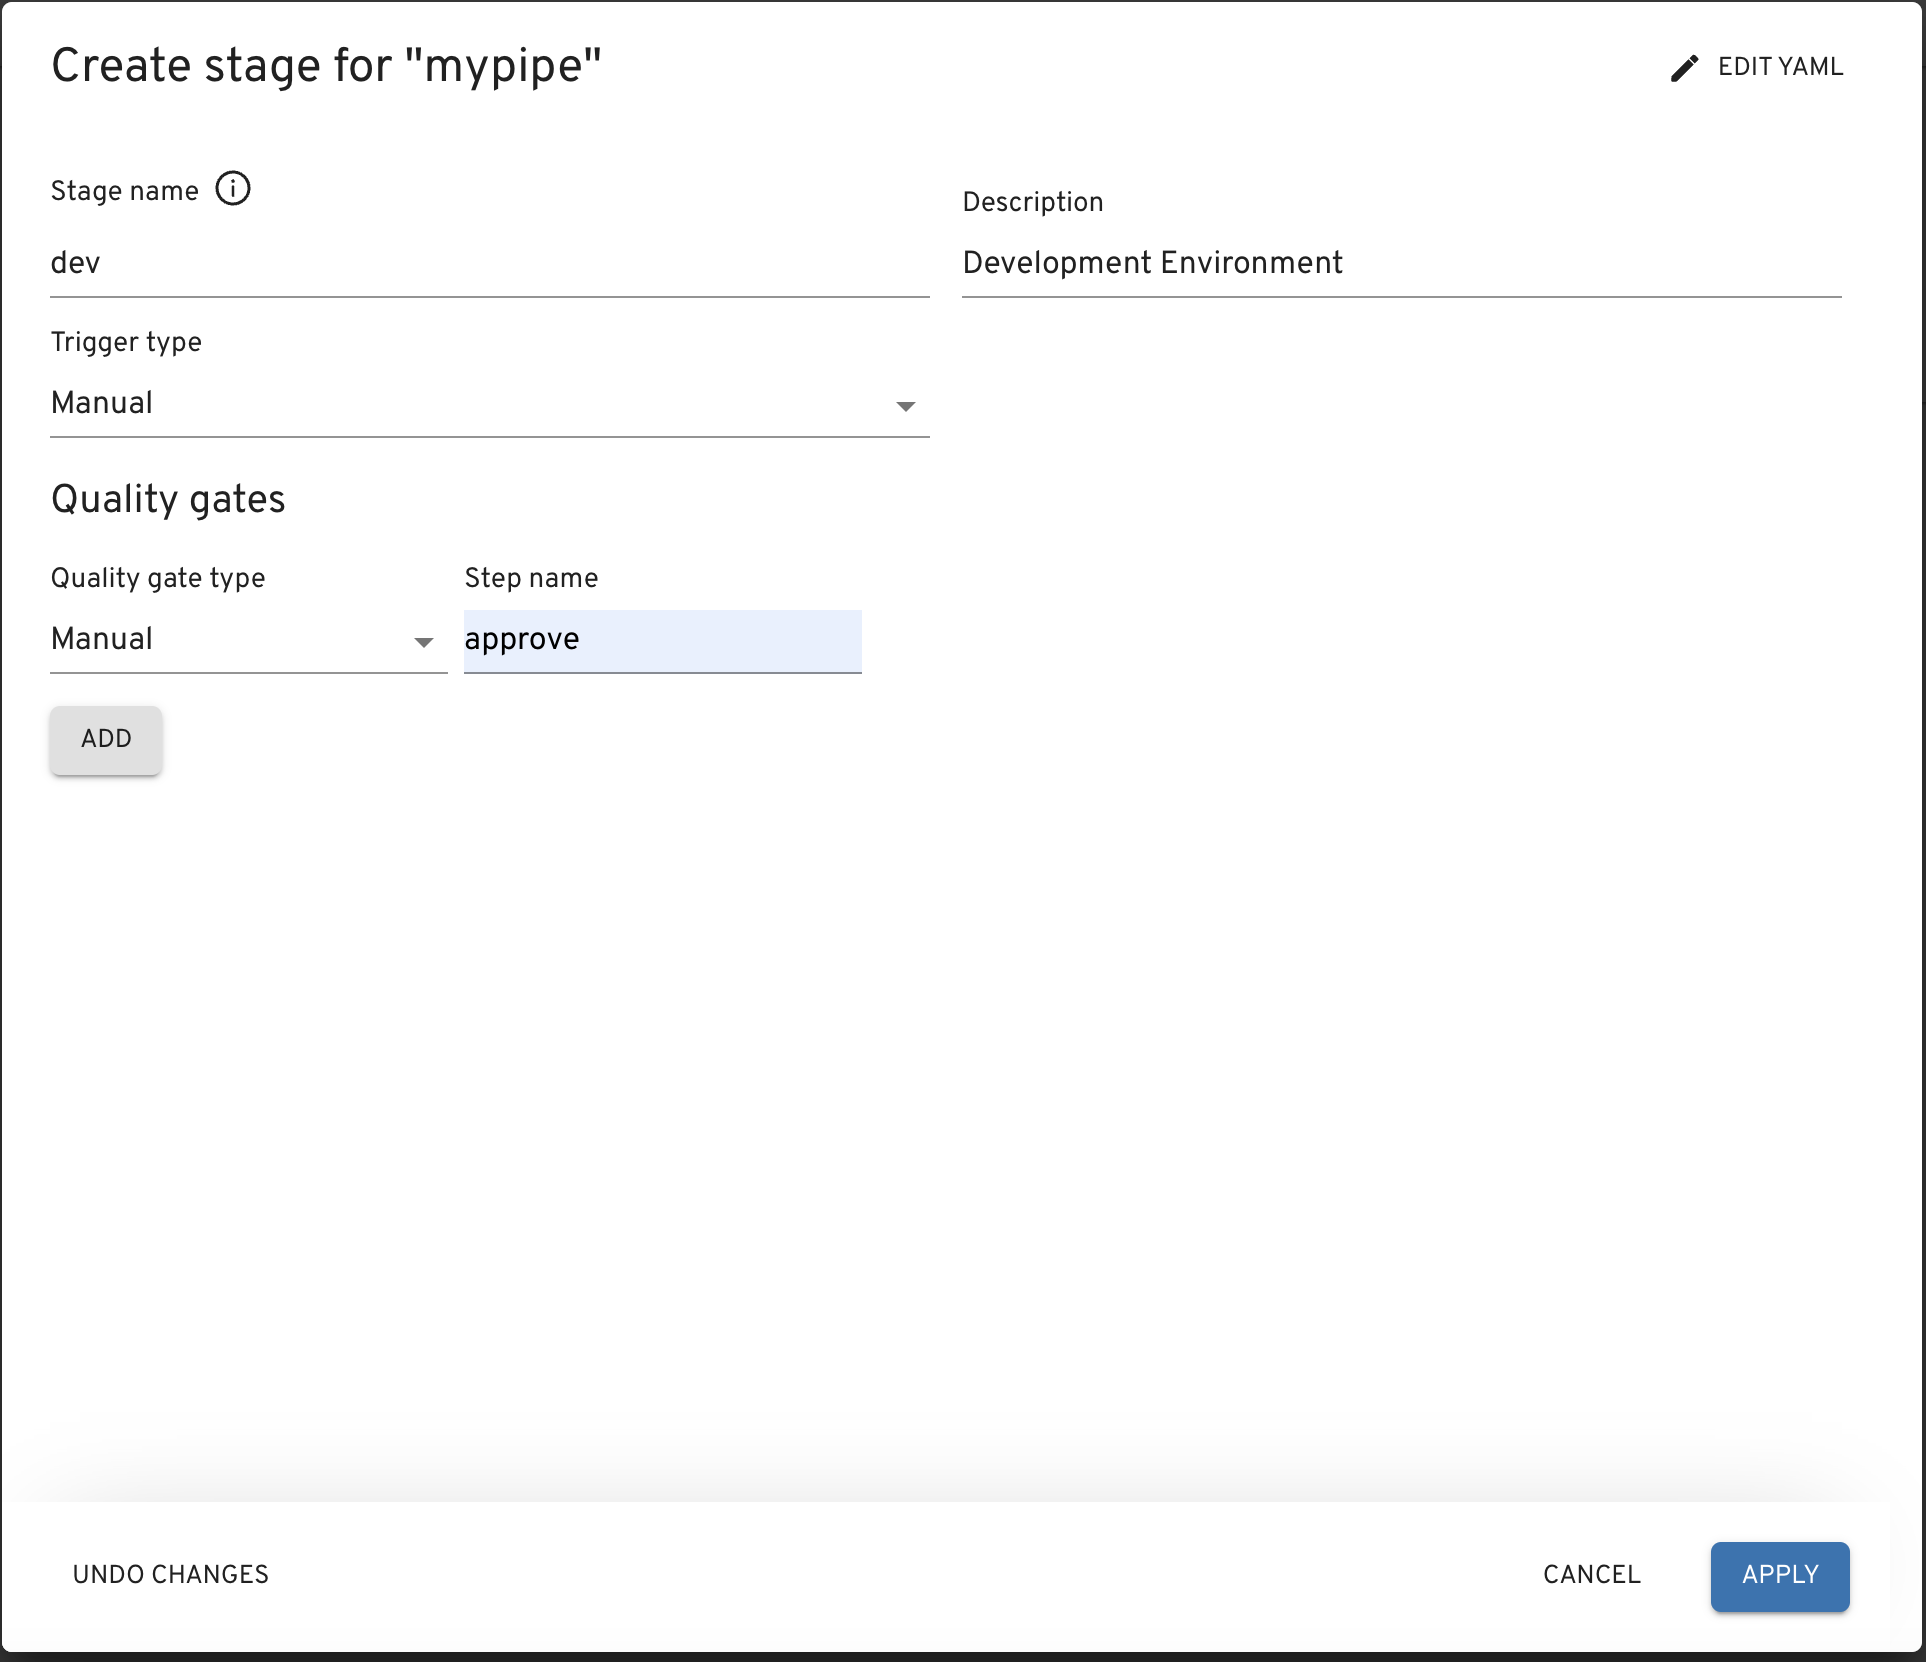 Create stage for "mypipe"
EDIT YAML
Stage name
Description
dev
Development Environment
Trigger type
Manual
Quality gates
Quality gate type
Step name
Manual
approve
ADD
UNDO CHANGES
CANCEL
APPLY